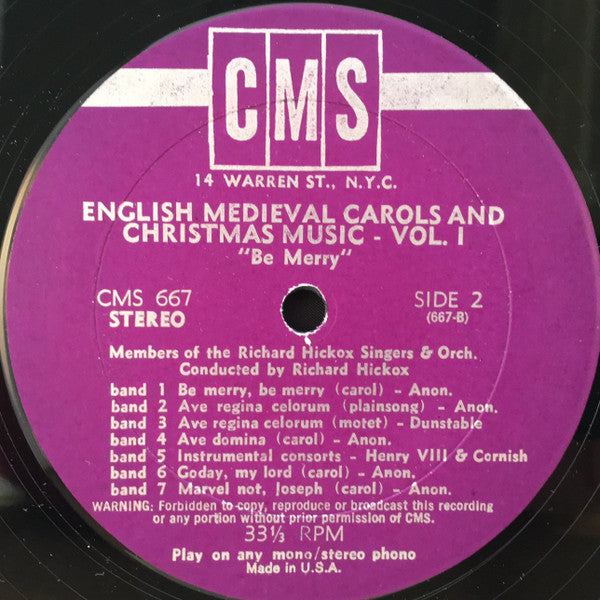 CMS
14 WARREN ST., N.Y.C.
ENGLISH MEDIEVAL CAROLS AND
CHRISTMAS MUSIC - VOL. I
"Be Merry"
CMS 667
STEREO
SIDE 2
(667-B)
Members of the Richard Hickox Singers & Orch.
Conducted by Richard Hickox
band 1 Be merry, be merry (carol) - Anon.
band 2 Ave regina celorum (plainsong) - Anon.
band 3 Ave regina celorum (motet) - Dunstable
band 4 Ave domina (carol) - Anon.
band 5 Instrumental consorts - Henry VIII & Cornish
band 6 Goday, my lord (carol) - Anon.
band 7 Marvel not, Joseph (carol) - Anon.
WARNING: Forbidden to copy, reproduce or broadcast this recording
or any portion without prior permission of CMS.
33⅓ RPM
Play on any mono/stereo phono
Made in U.S.A.